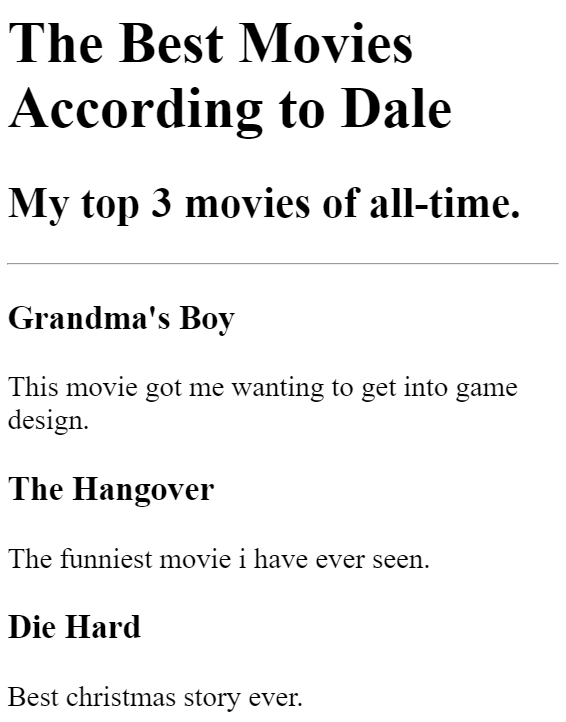 The Best Movies
According to Dale
My top 3 movies of all-time.
Grandma's Boy
This movie got me wanting to get into game
design.
The Hangover
The funniest movie i have ever seen.
Die Hard
Best christmas story ever.